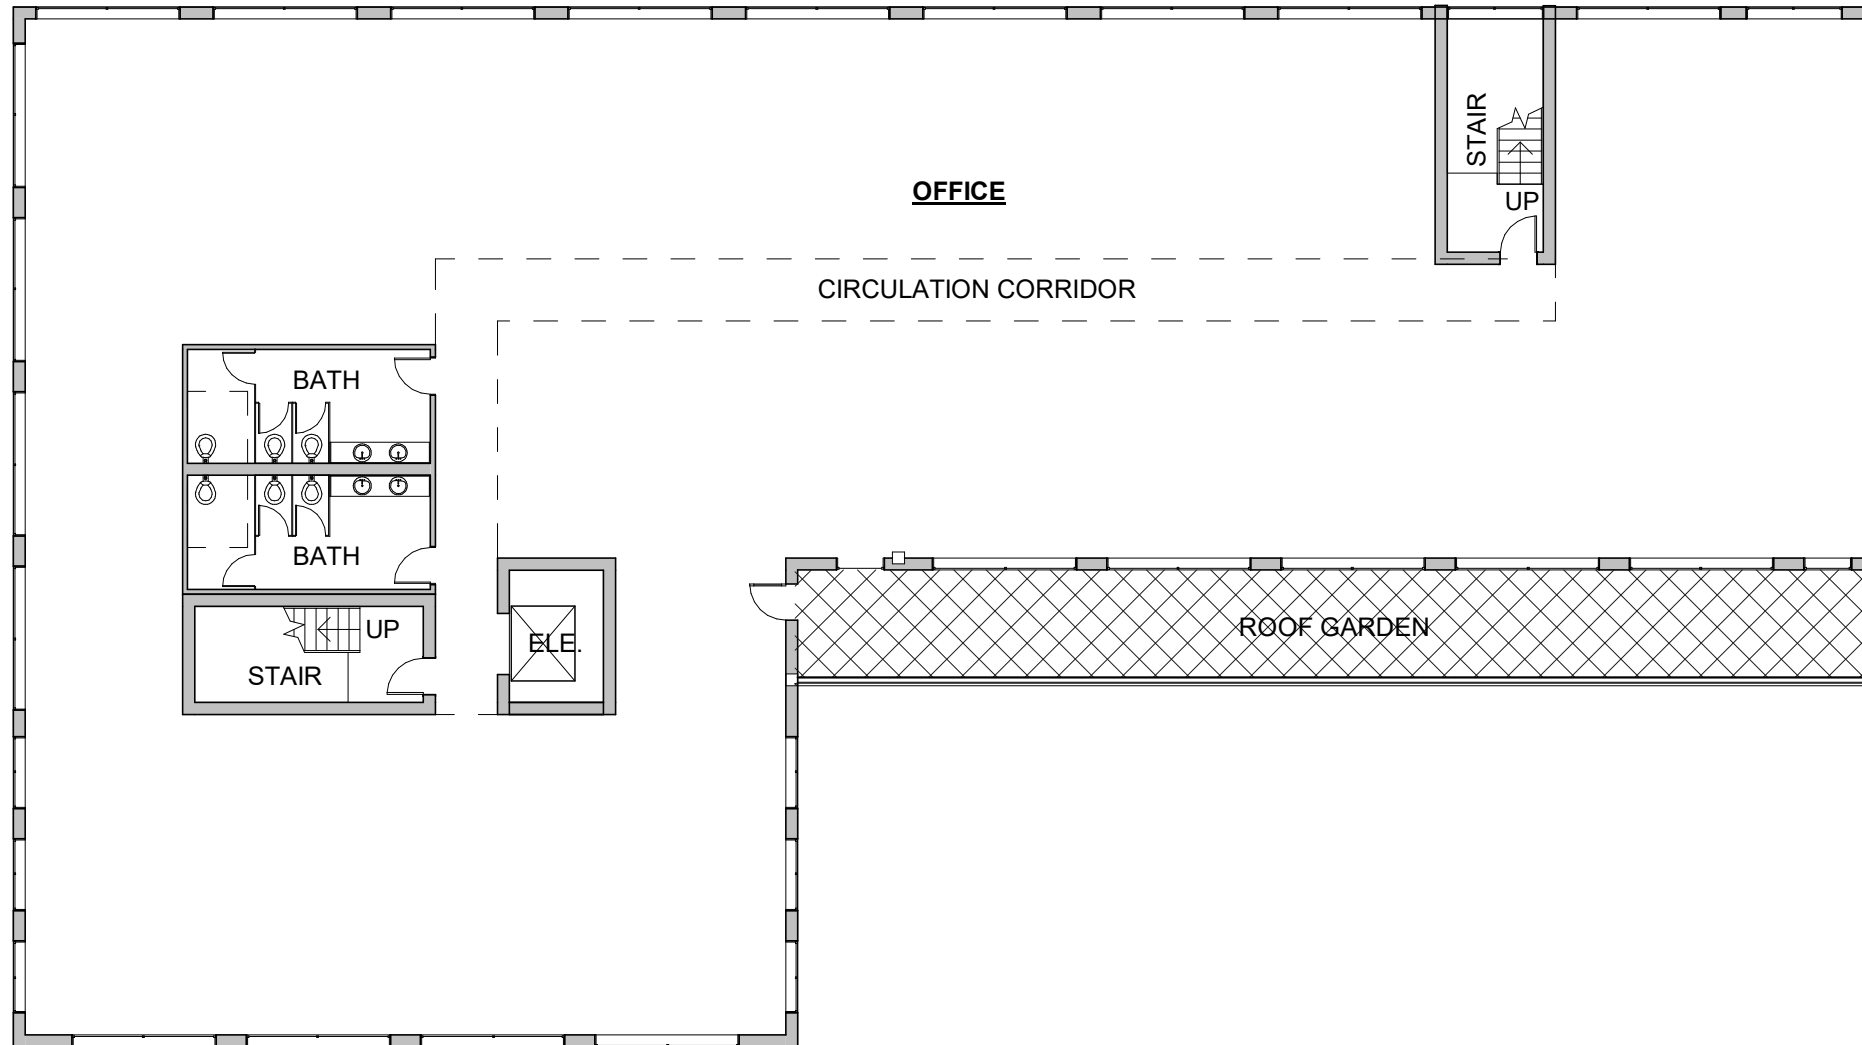 STAIR
OFFICE
UP
CIRCULATION CORRIDOR
BATH
BATH
UP
ELE.
ROOF GARDEN
STAIR